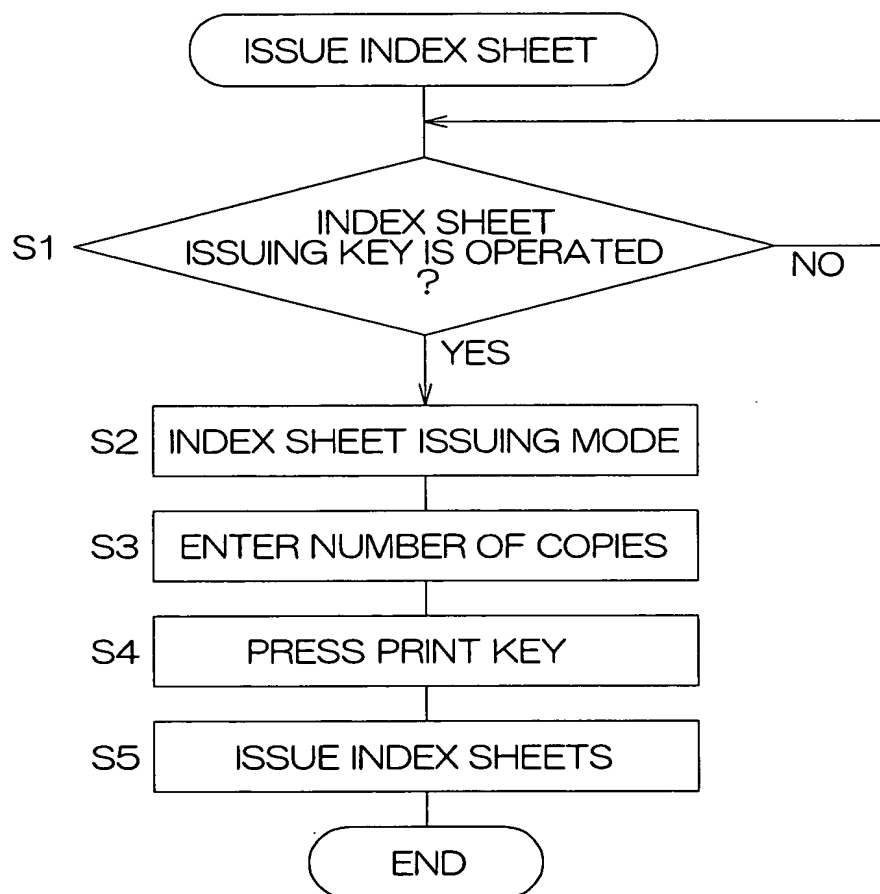 ISSUE INDEX SHEET
INDEX SHEET
S1
ISSUING KEY IS OPERATED
?
NO
YES
S2 INDEX SHEET ISSUING MODE
S3 ENTER NUMBER OF COPIES
S4 PRESS PRINT KEY
S5 ISSUE INDEX SHEETS
END